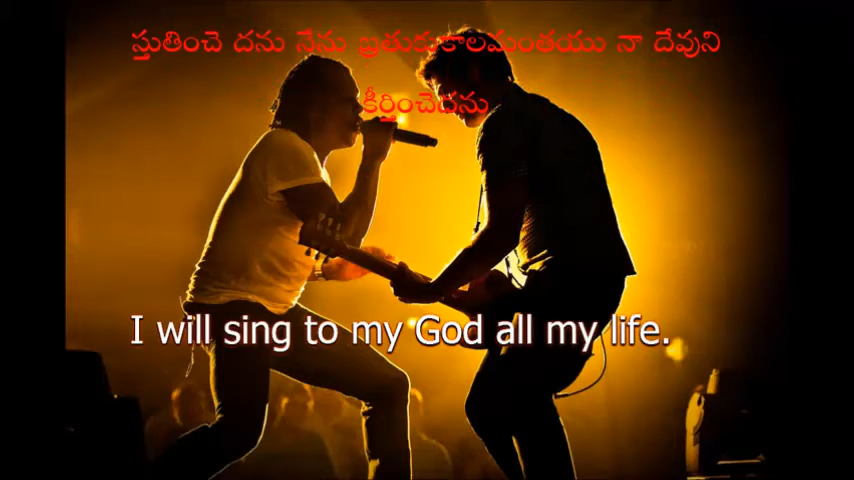 స్తుతించె దను నేను బ్రతుకుకాలమంతయు నా దేవుని
కీర్తించెదను
I will sing to my God all my life.